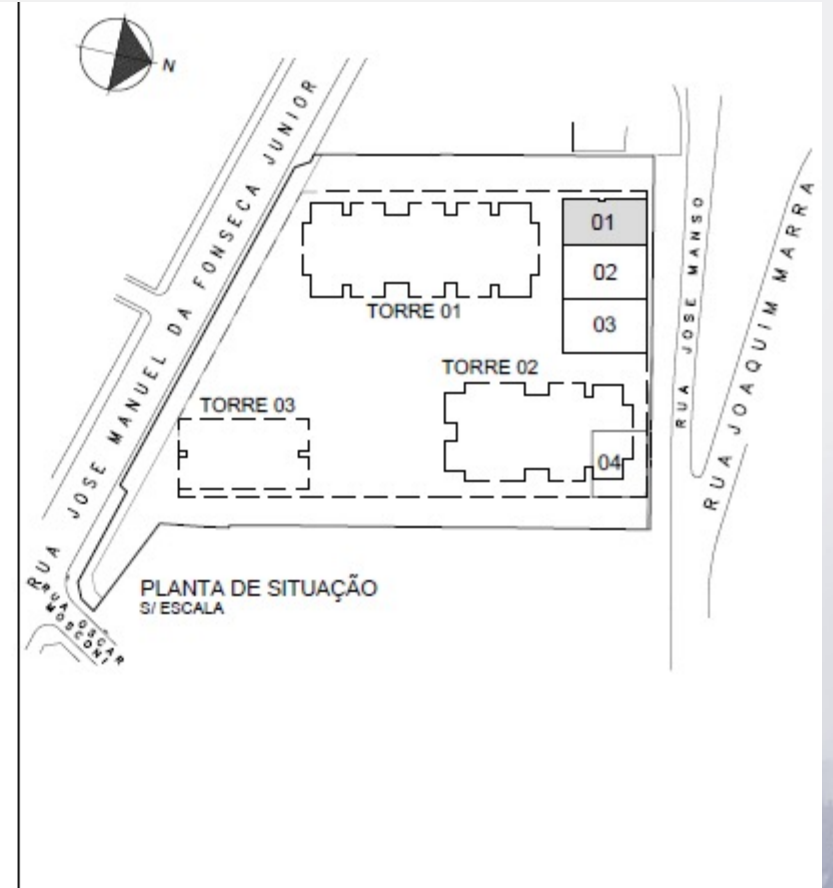 N
RUA JOSE MANUEL DA FONSECA JUNIOR
01
02
03
TORRE 01
TORRE 02
TORRE 03
04
RUA JOSE MANSO
RUA JOAQUIM MARRA
PLANTA DE SITUAÇÃO
S/ ESCALA
RUA OSCAR
MOSCONI